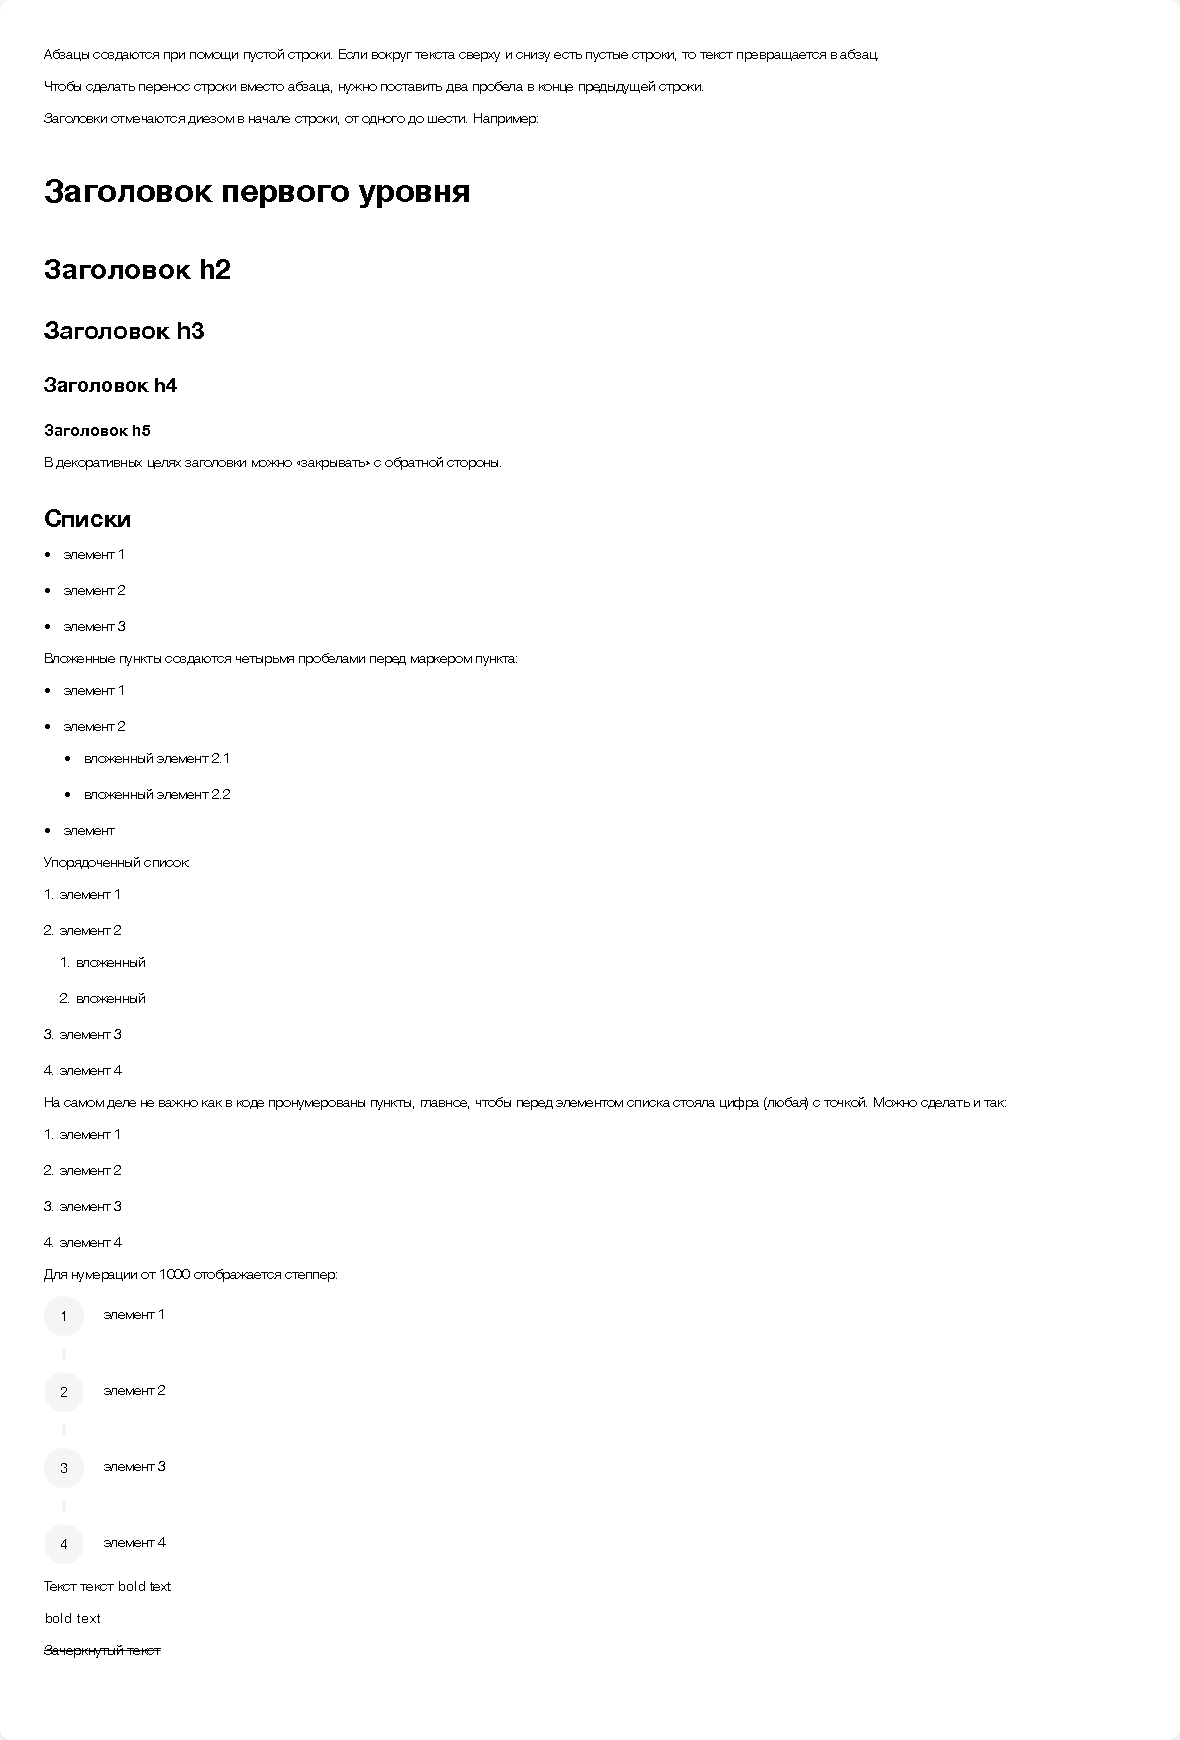 Абзацы создаются при помощи пустой строки. Если вокруг текста сверху и снизу есть пустые строки, то текст превращается в абзац.
Чтобы сделать перенос строки вместо абзаца, нужно поставить два пробела в конце предыдущей строки.
Заголовки отмечаются диезом в начале строки, от одного до шести. Например:
Заголовок первого уровня
Заголовок h2
Заголовок h3
Заголовок h4
Заголовок h5
В декоративных целях заголовки можно «закрывать» с обратной стороны.
Списки
• элемент 1
• элемент 2
• элемент 3
Вложенные пункты создаются четырьмя пробелами перед маркером пункта:
• элемент 1
• элемент 2
• вложенный элемент 2.1
• вложенный элемент 2.2
• элемент
Упорядоченный список:
1. элемент 1
2. элемент 2
1. вложенный
2. вложенный
3. элемент 3
4. элемент 4
На самом деле не важно как в коде пронумерованы пункты, главное, чтобы перед элементом списка стояла цифра (любая) с точкой. Можно сделать и так:
1. элемент 1
2. элемент 2
3. элемент 3
4. элемент 4
Для нумерации от 1000 отображается степпер:
1 элемент 1
2 элемент 2
3 элемент 3
4 элемент 4
Текст текст bold text
bold text
Зачеркнутый текст